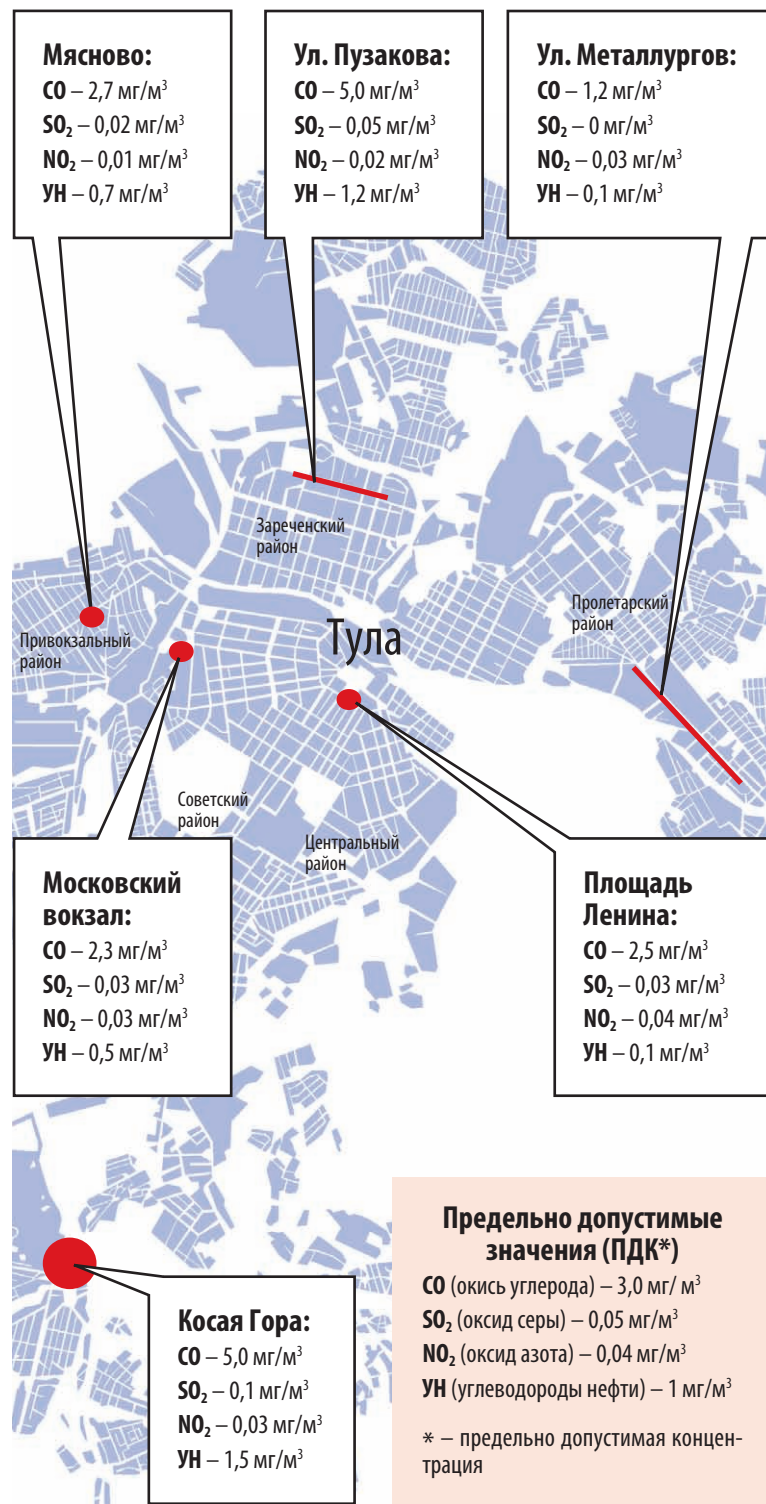 Мясново:
CO – 2,7 мг/м³
SO₂ – 0,02 мг/м³
NO₂ – 0,01 мг/м³
УН – 0,7 мг/м³
Ул. Пузакова:
CO – 5,0 мг/м³
SO₂ – 0,05 мг/м³
NO₂ – 0,02 мг/м³
УН – 1,2 мг/м³
Ул. Металлургов:
CO – 1,2 мг/м³
SO₂ – 0 мг/м³
NO₂ – 0,03 мг/м³
УН – 0,1 мг/м³
Зареченский
район
Пролетарский
район
Привокзальный
район
Тула
Советский
район
Центральный
район
Московский
вокзал:
CO – 2,3 мг/м³
SO₂ – 0,03 мг/м³
NO₂ – 0,03 мг/м³
УН – 0,5 мг/м³
Площадь
Ленина:
CO – 2,5 мг/м³
SO₂ – 0,03 мг/м³
NO₂ – 0,04 мг/м³
УН – 0,1 мг/м³
Косая Гора:
CO – 5,0 мг/м³
SO₂ – 0,1 мг/м³
NO₂ – 0,03 мг/м³
УН – 1,5 мг/м³
Предельно допустимые
значения (ПДК*)
CO (окись углерода) – 3,0 мг/ м³
SO₂ (оксид серы) – 0,05 мг/м³
NO₂ (оксид азота) – 0,04 мг/м³
УН (углеводороды нефти) – 1 мг/м³
* – предельно допустимая концен-
трация